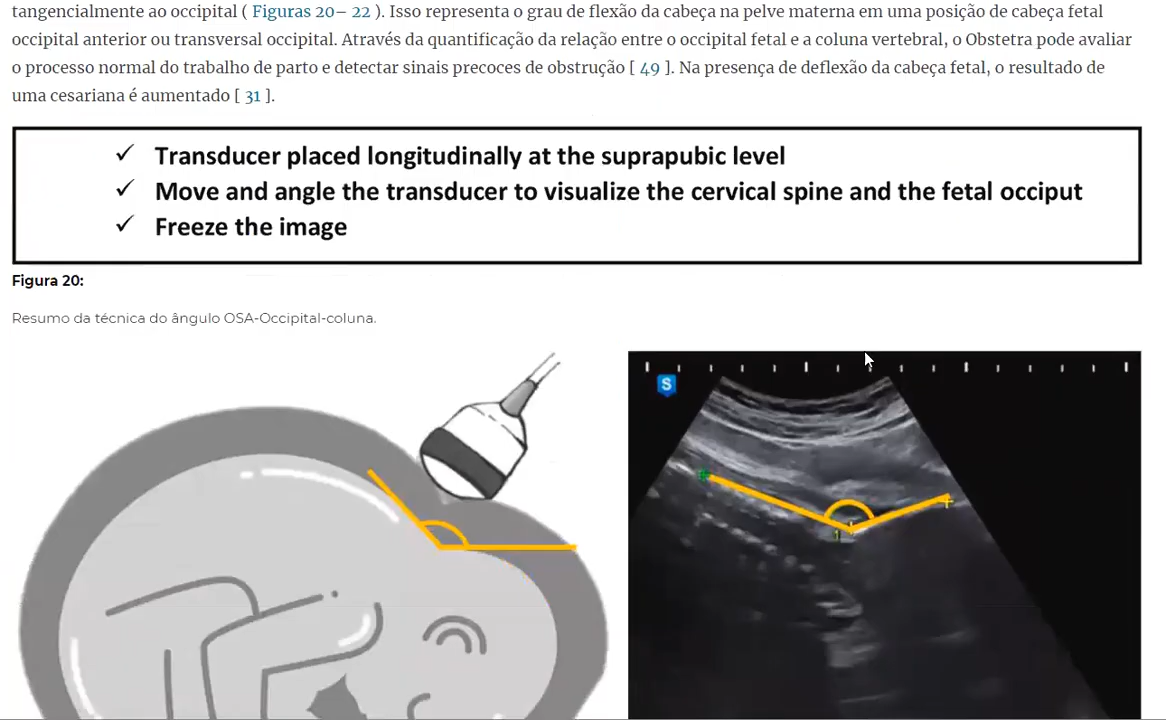 tangencialmente ao occipital ( Figuras 20– 22 ). Isso representa o grau de flexão da cabeça na pelve materna em uma posição de cabeça fetal
occipital anterior ou transversal occipital. Através da quantificação da relação entre o occipital fetal e a coluna vertebral, o Obstetra pode avaliar
o processo normal do trabalho de parto e detectar sinais precoces de obstrução [ 49 ]. Na presença de deflexão da cabeça fetal, o resultado de
uma cesariana é aumentado [ 31 ].
✓ Transducer placed longitudinally at the suprapubic level
✓ Move and angle the transducer to visualize the cervical spine and the fetal occiput
✓ Freeze the image
Figura 20:
Resumo da técnica do ângulo OSA-Occipital-coluna.
S
1